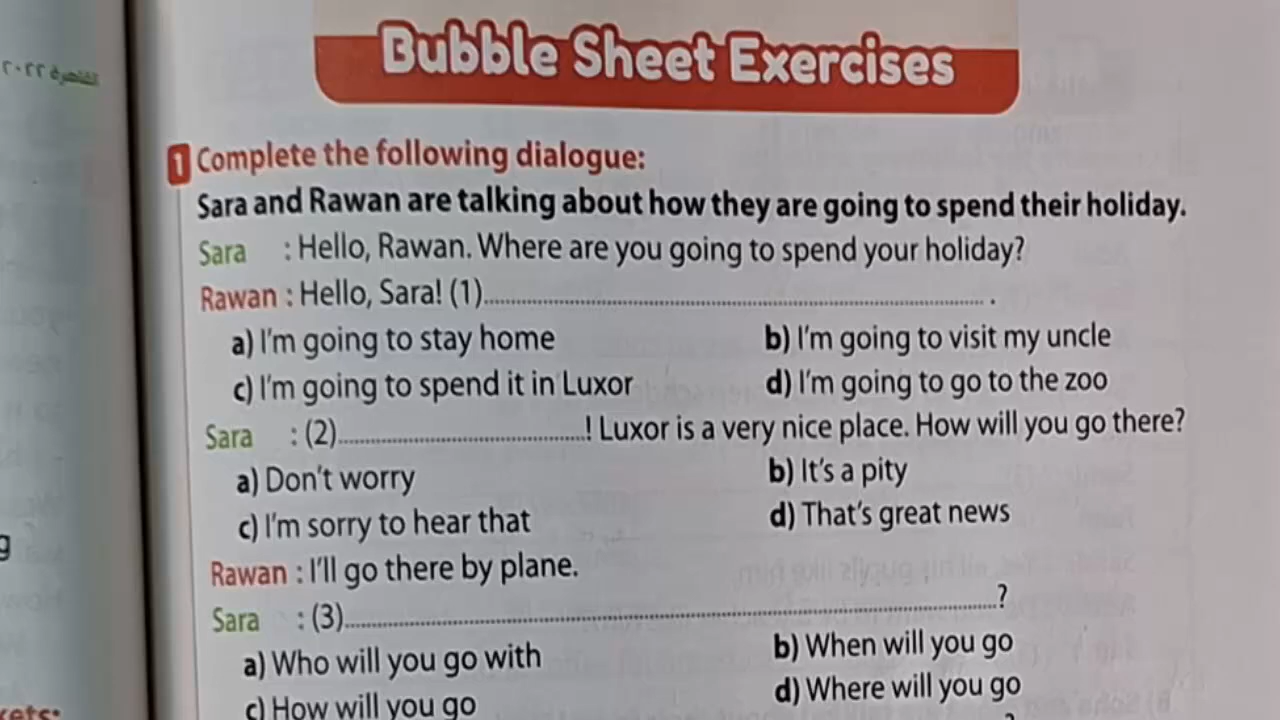 Bubble Sheet Exercises
القاهرة ٢٠٢٢
1 Complete the following dialogue:
Sara and Rawan are talking about how they are going to spend their holiday.
Sara : Hello, Rawan. Where are you going to spend your holiday?
Rawan : Hello, Sara! (1)............................................................ .
a) I'm going to stay home b) I'm going to visit my uncle
c) I'm going to spend it in Luxor d) I'm going to go to the zoo
Sara : (2)..............................! Luxor is a very nice place. How will you go there?
a) Don't worry b) It's a pity
c) I'm sorry to hear that d) That's great news
Rawan : I'll go there by plane.
Sara : (3)............................................................?
a) Who will you go with b) When will you go
c) How will you go d) Where will you go